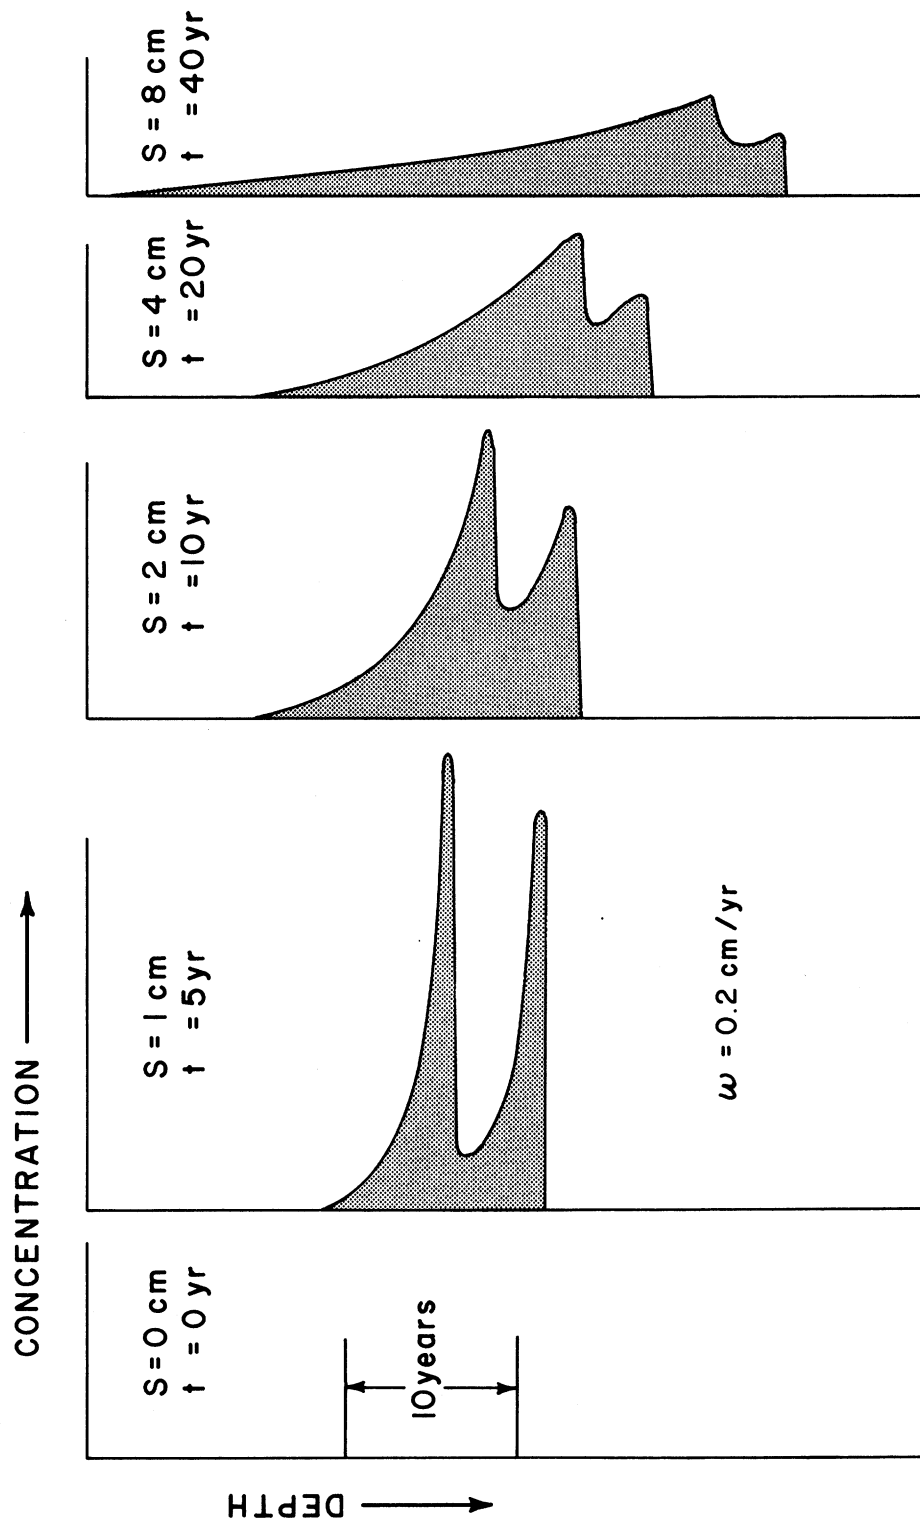 CONCENTRATION
S = 0 cm
t = 0 yr
10 years
S = 1 cm
t = 5 yr
S = 2 cm
t = 10 yr
S = 4 cm
t = 20 yr
S = 8 cm
t = 40 yr
DEPTH
ω = 0.2 cm/yr